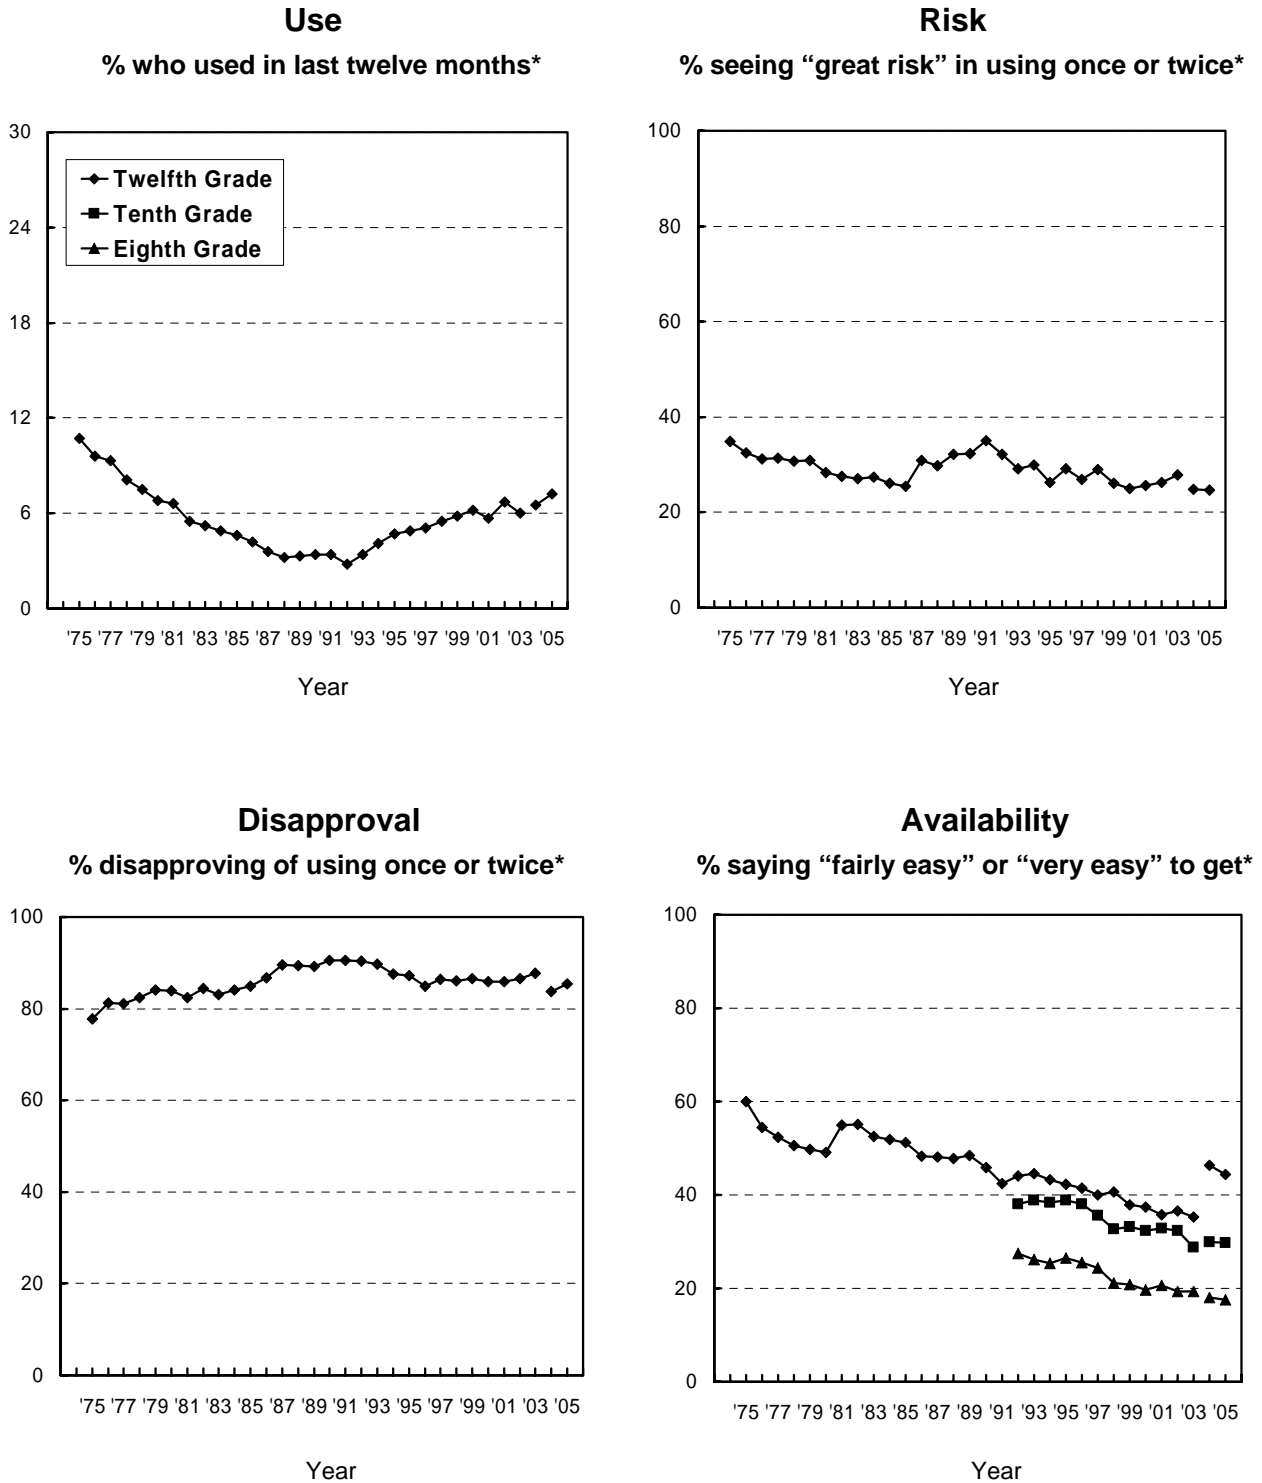 Use
% who used in last twelve months*
30
24
18
12
6
0
Twelfth Grade
Tenth Grade
Eighth Grade
'75 '77 '79 '81 '83 '85 '87 '89 '91 '93 '95 '97 '99 '01 '03 '05
Year
Risk
% seeing “great risk” in using once or twice*
100
80
60
40
20
0
'75 '77 '79 '81 '83 '85 '87 '89 '91 '93 '95 '97 '99 '01 '03 '05
Year
Disapproval
% disapproving of using once or twice*
100
80
60
40
20
0
'75 '77 '79 '81 '83 '85 '87 '89 '91 '93 '95 '97 '99 '01 '03 '05
Year
Availability
% saying “fairly easy” or “very easy” to get*
100
80
60
40
20
0
'75 '77 '79 '81 '83 '85 '87 '89 '91 '93 '95 '97 '99 '01 '03 '05
Year